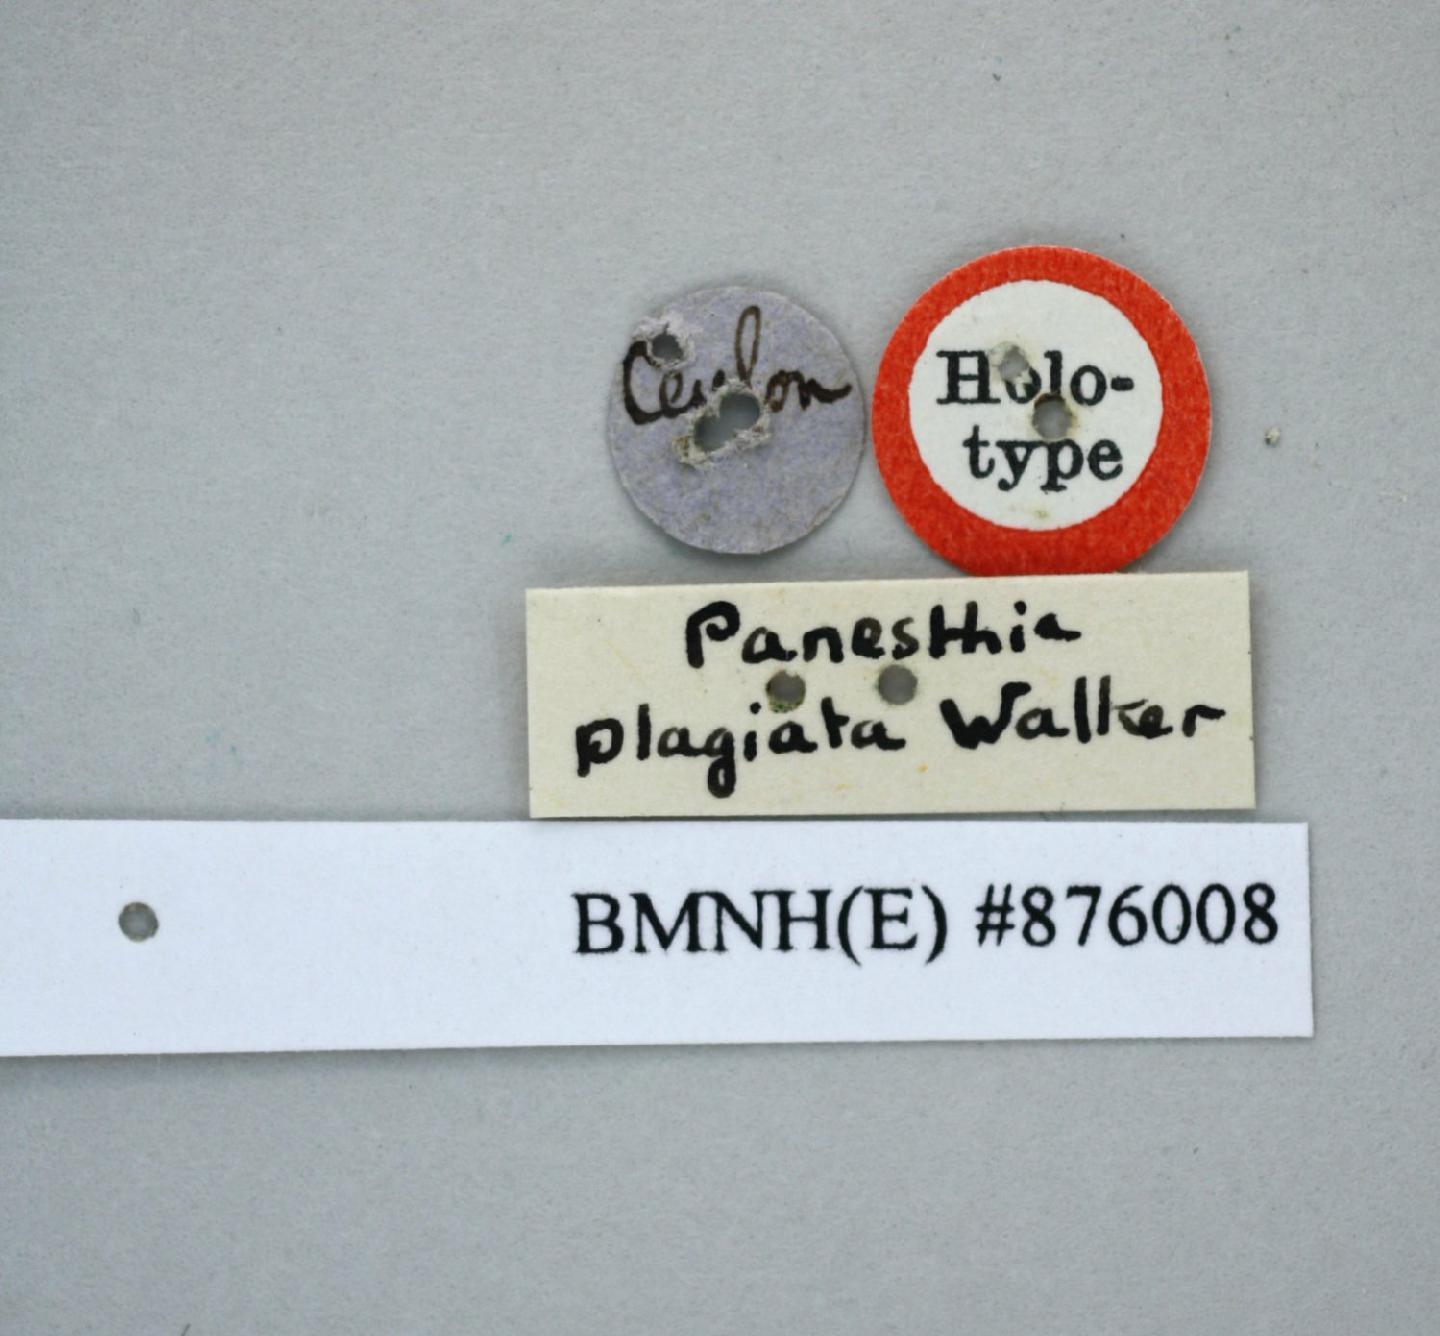 Ceylon
Holo-
type
Panesthia
plagiata Walker
BMNH(E) #876008